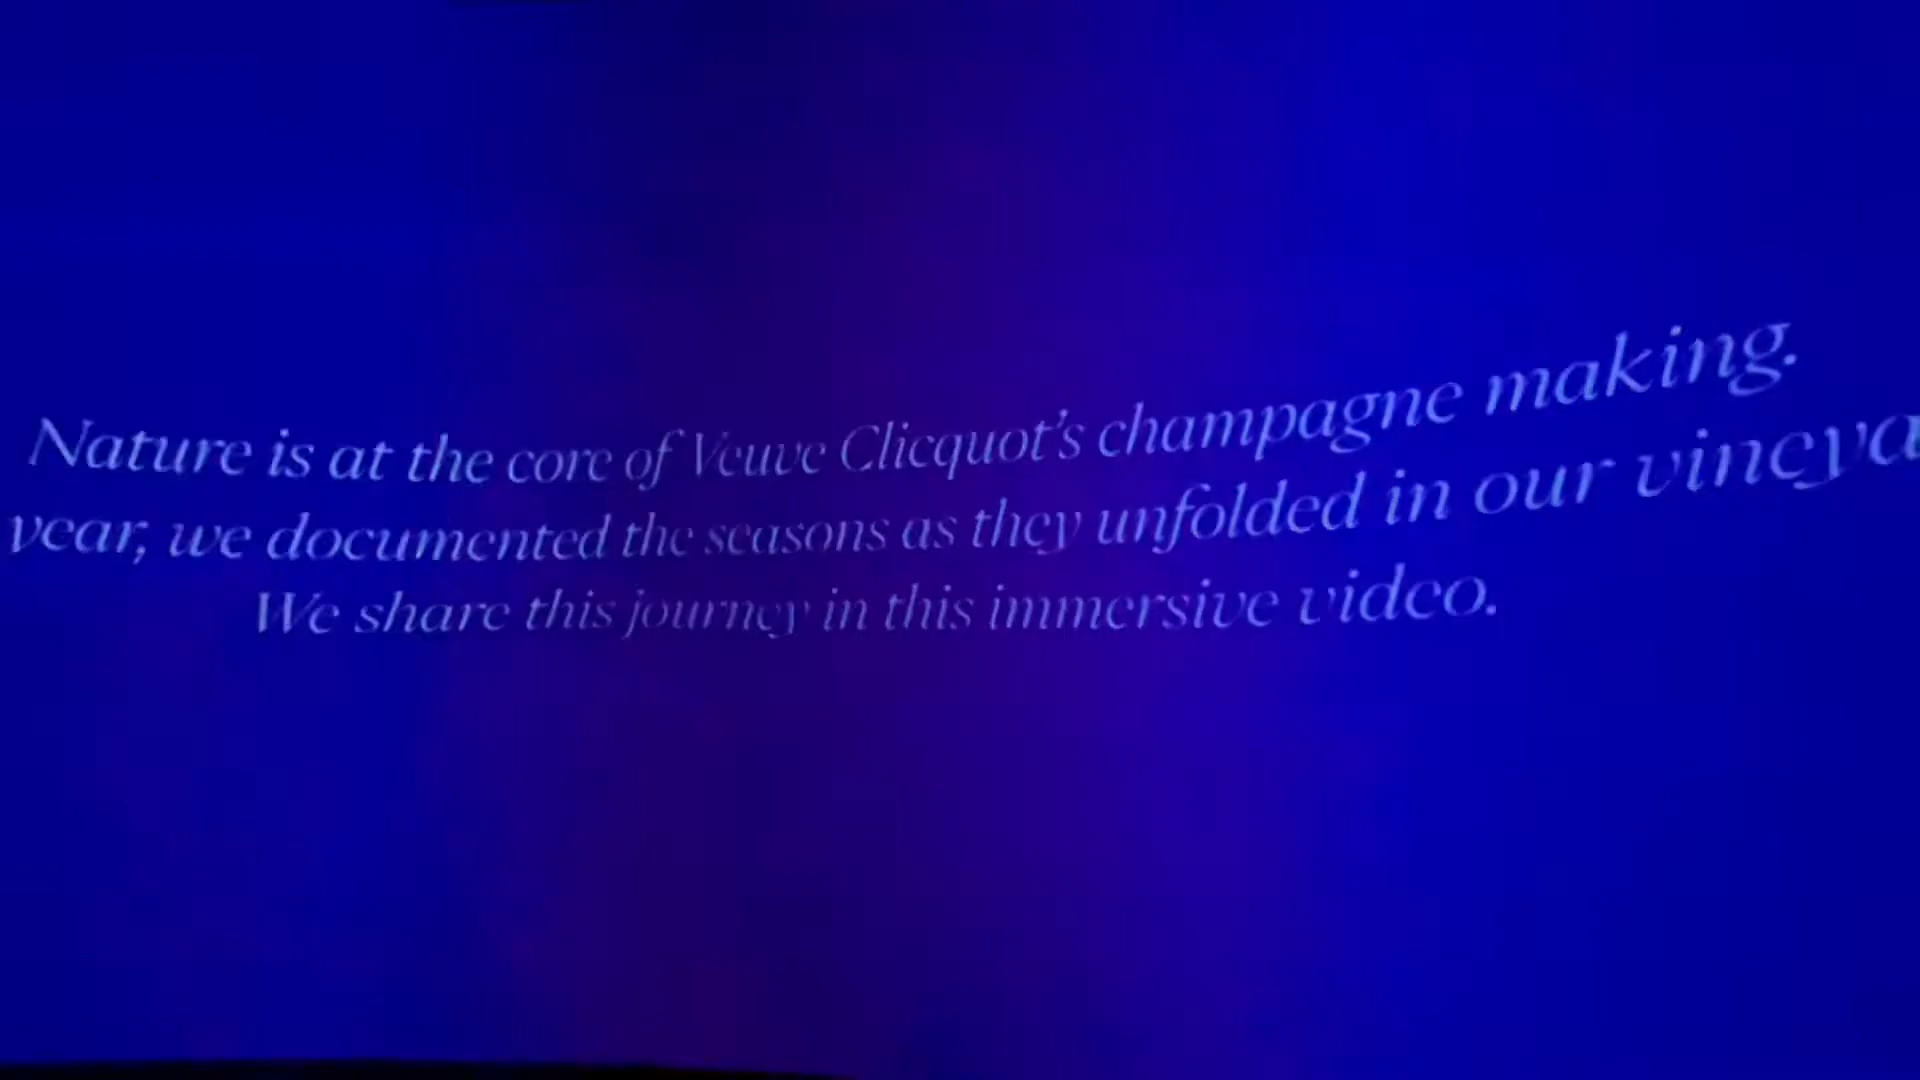 Nature is at the core of Veuve Clicquot's champagne making.
year, we documented the seasons as they unfolded in our vineya
We share this journey in this immersive video.